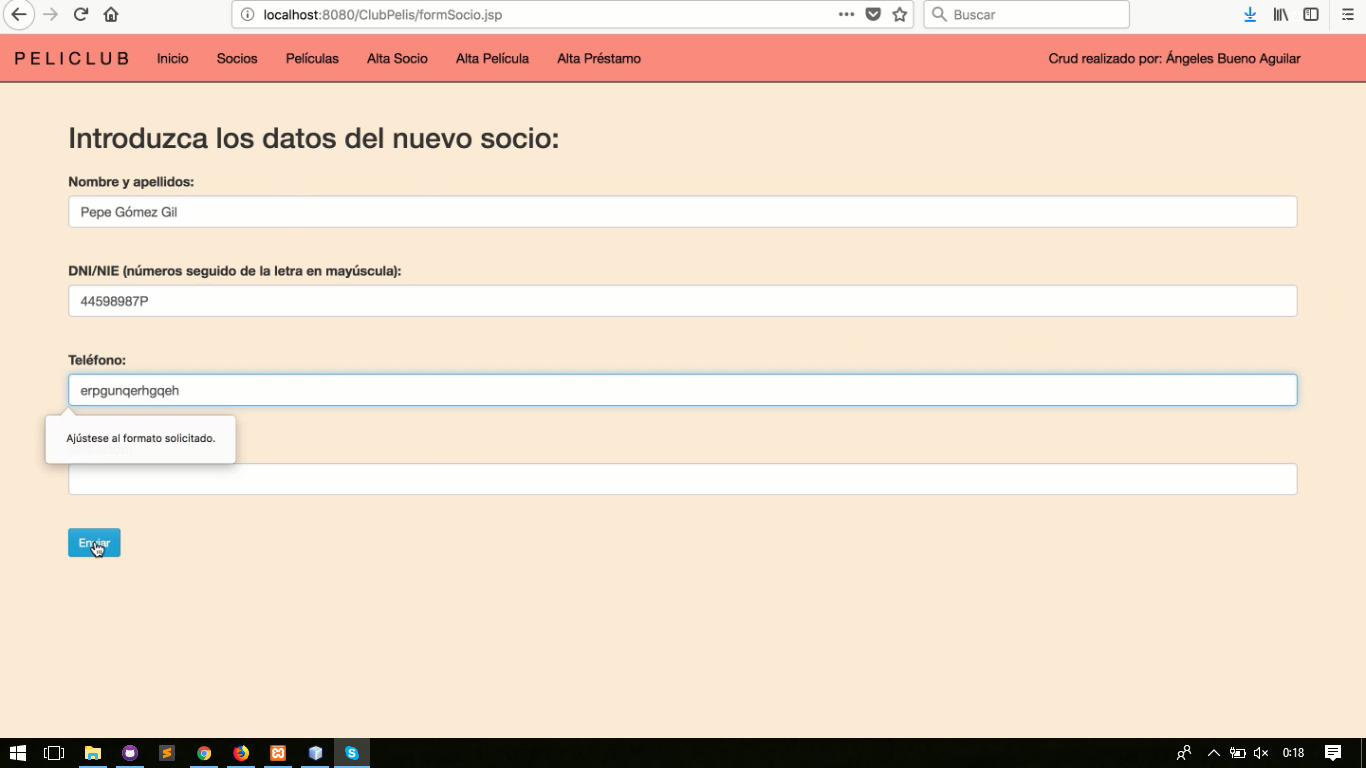 localhost:8080/ClubPelis/formSocio.jsp
Buscar
PELICLUB Inicio Socios Películas Alta Socio Alta Película Alta Préstamo Crud realizado por: Ángeles Bueno Aguilar
Introduzca los datos del nuevo socio:
Nombre y apellidos:
Pepe Gómez Gil
DNI/NIE (números seguido de la letra en mayúscula):
44598987P
Teléfono:
erpgunqerhgqeh
Ajústese al formato solicitado.
Enviar
0:18